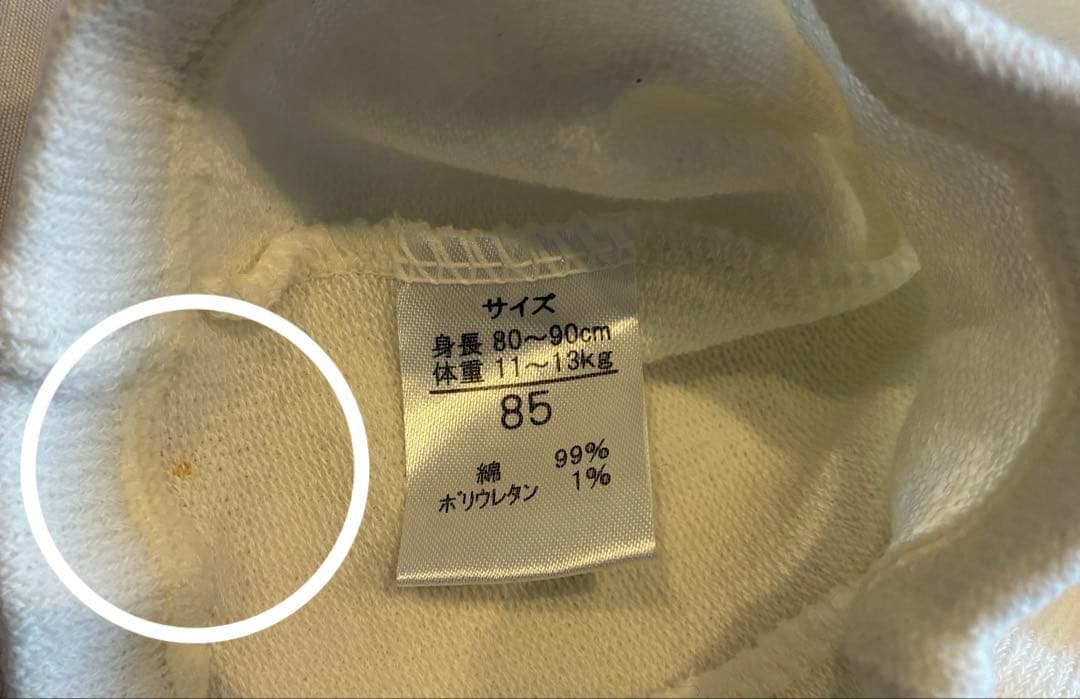 サイズ
身長 80～90cm
体重 11～13kg
85
綿 99%
ポリウレタン 1%